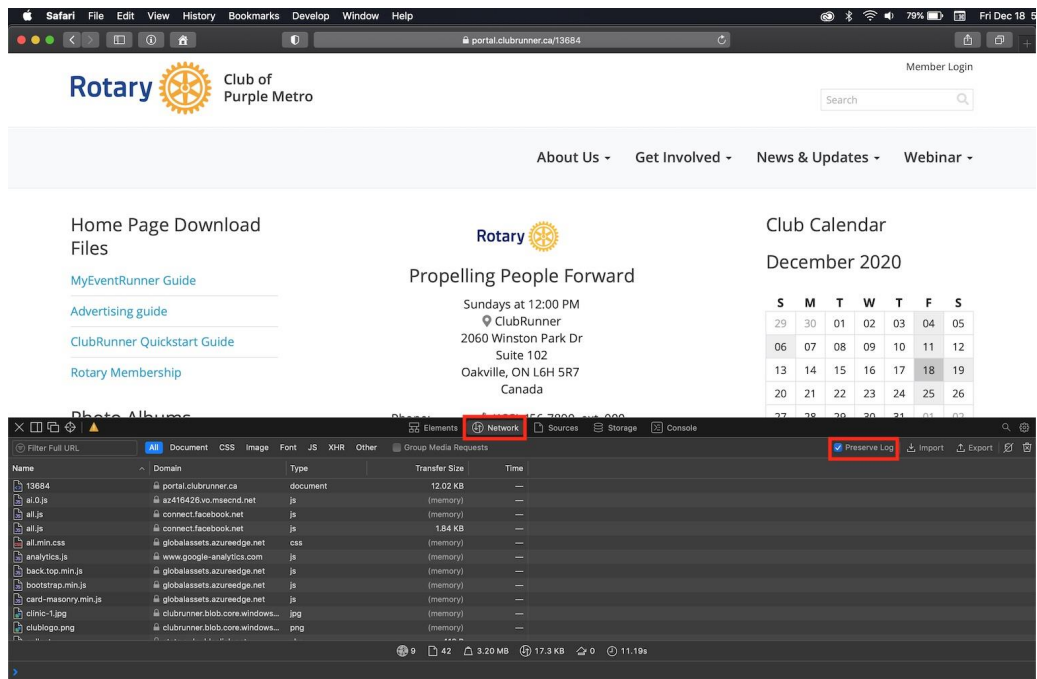 Safari File Edit View History Bookmarks Develop Window Help 79% Fri Dec 18 5
portal.clubrunner.ca/13684
Member Login
Rotary
Club of
Purple Metro
Search
About Us Get Involved News & Updates Webinar
Home Page Download
Files
MyEventRunner Guide
Advertising guide
ClubRunner Quickstart Guide
Rotary Membership
Photo Albums
Rotary
Propelling People Forward
Sundays at 12:00 PM
ClubRunner
2060 Winston Park Dr
Suite 102
Oakville, ON L6H 5R7
Canada
Club Calendar
December 2020
S M T W T F S
29 30 01 02 03 04 05
06 07 08 09 10 11 12
13 14 15 16 17 18 19
20 21 22 23 24 25 26
27 28 29 30 31 01 02
Elements Network Sources Storage Console
Filter Full URL All Document CSS Image Font JS XHR Other Group Media Requests Preserve Log Import Export
Name Domain Type Transfer Size Time
13684 portal.clubrunner.ca document 12.02 KB —
ai.0.js az416426.vo.msecnd.net js (memory) —
all.js connect.facebook.net js (memory) —
all.js connect.facebook.net js 1.84 KB —
all.min.css globalassets.azureedge.net css (memory) —
analytics.js www.google-analytics.com js (memory) —
back.top.min.js globalassets.azureedge.net js (memory) —
bootstrap.min.js globalassets.azureedge.net js (memory) —
card-masonry.min.js globalassets.azureedge.net js (memory) —
clinic-1.jpg clubrunner.blob.core.windows... jpg (memory) —
clublogo.png clubrunner.blob.core.windows... png (memory) —
9 42 3.20 MB 17.3 KB 0 11.19s